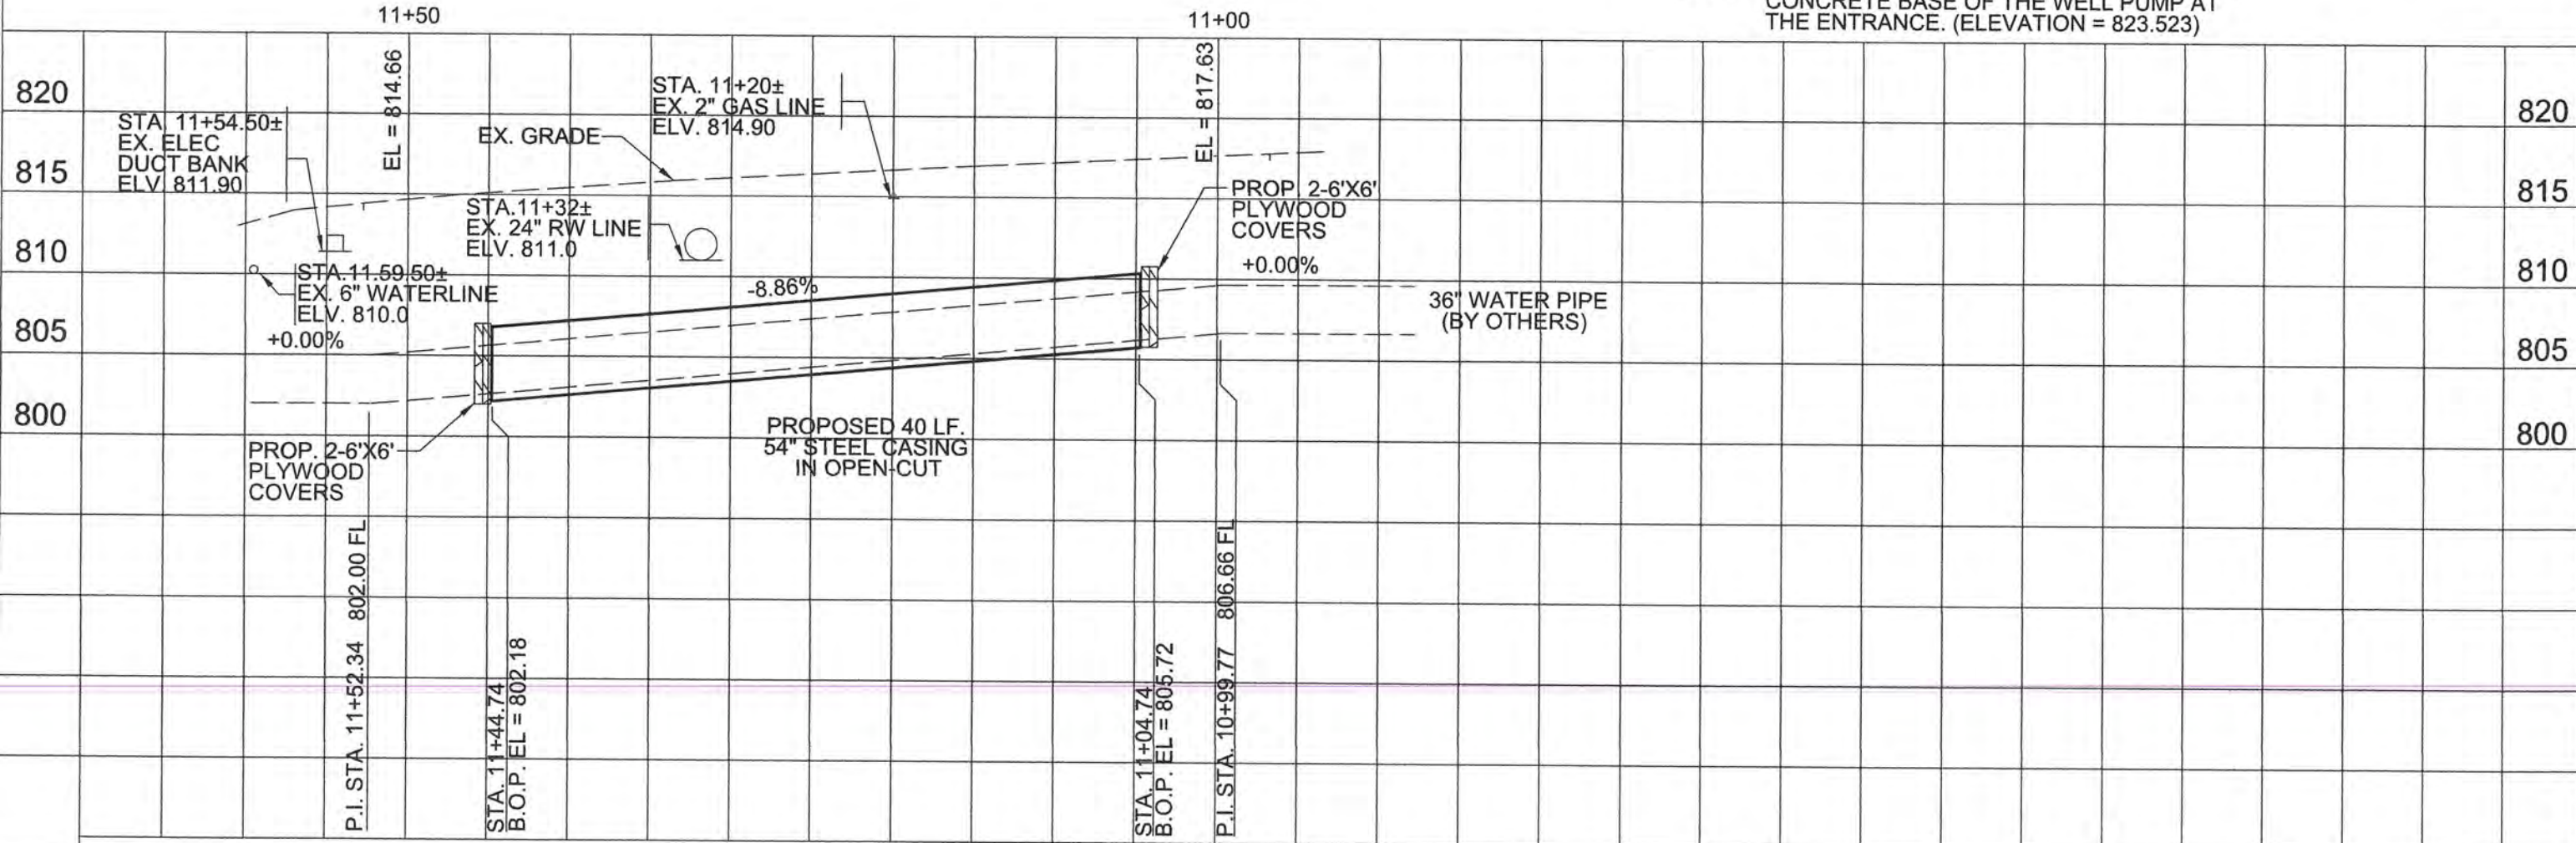 CONCRETE BASE OF THE WELL PUMP AT
THE ENTRANCE. (ELEVATION = 823.523)
11+50
11+00
820
815
810
805
800
820
815
810
805
800
EL = 814.66
EL = 817.63
STA. 11+54.50±
EX. ELEC
DUCT BANK
ELV. 811.90
EX. GRADE
STA. 11+20±
EX. 2" GAS LINE
ELV. 814.90
STA.11+32±
EX. 24" RW LINE
ELV. 811.0
STA.11.59.50±
EX. 6" WATERLINE
ELV. 810.0
+0.00%
-8.86%
PROP. 2-6'X6'
PLYWOOD
COVERS
+0.00%
36" WATER PIPE
(BY OTHERS)
PROP. 2-6'X6'
PLYWOOD
COVERS
PROPOSED 40 LF.
54" STEEL CASING
IN OPEN-CUT
P.I. STA. 11+52.34 802.00 FL
STA. 11+44.74
B.O.P. EL = 802.18
STA. 11+04.74
B.O.P. EL = 805.72
P.I. STA. 10+99.77 806.66 FL